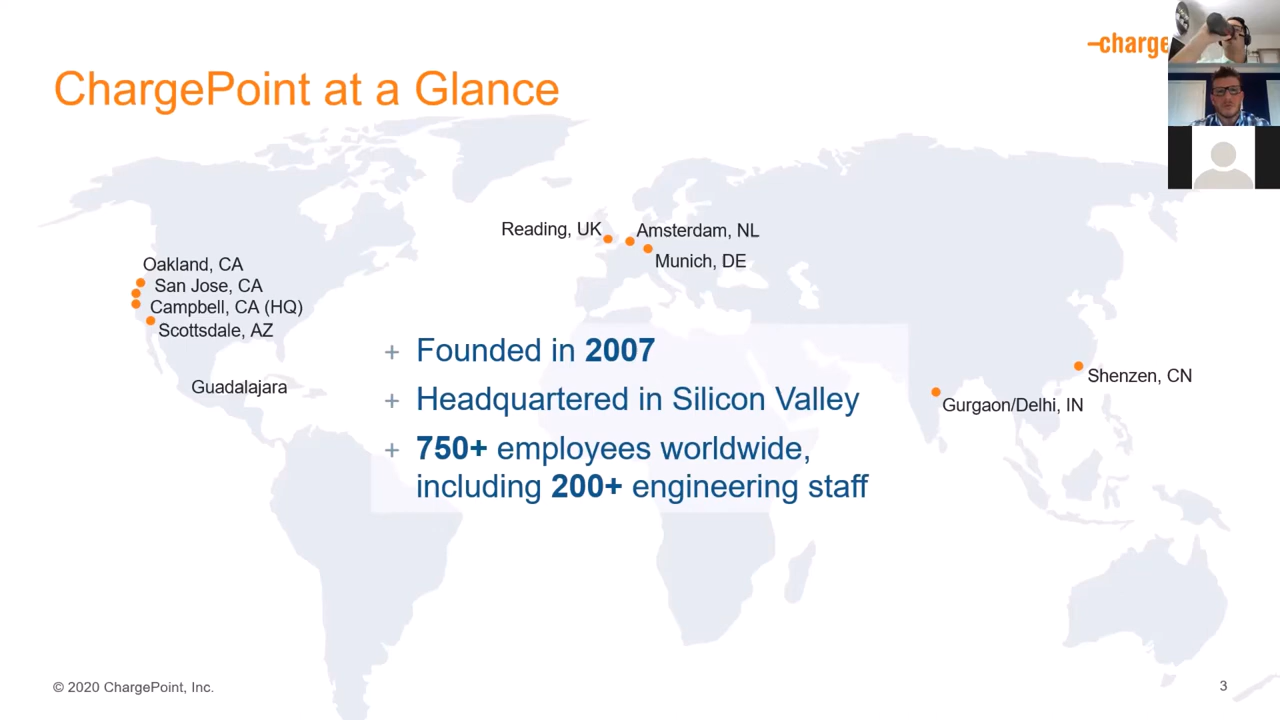 charge
ChargePoint at a Glance
Reading, UK
Amsterdam, NL
Munich, DE
Oakland, CA
San Jose, CA
Campbell, CA (HQ)
Scottsdale, AZ
Guadalajara
Shenzen, CN
Gurgaon/Delhi, IN
+ Founded in 2007
+ Headquartered in Silicon Valley
+ 750+ employees worldwide,
including 200+ engineering staff
© 2020 ChargePoint, Inc.
3